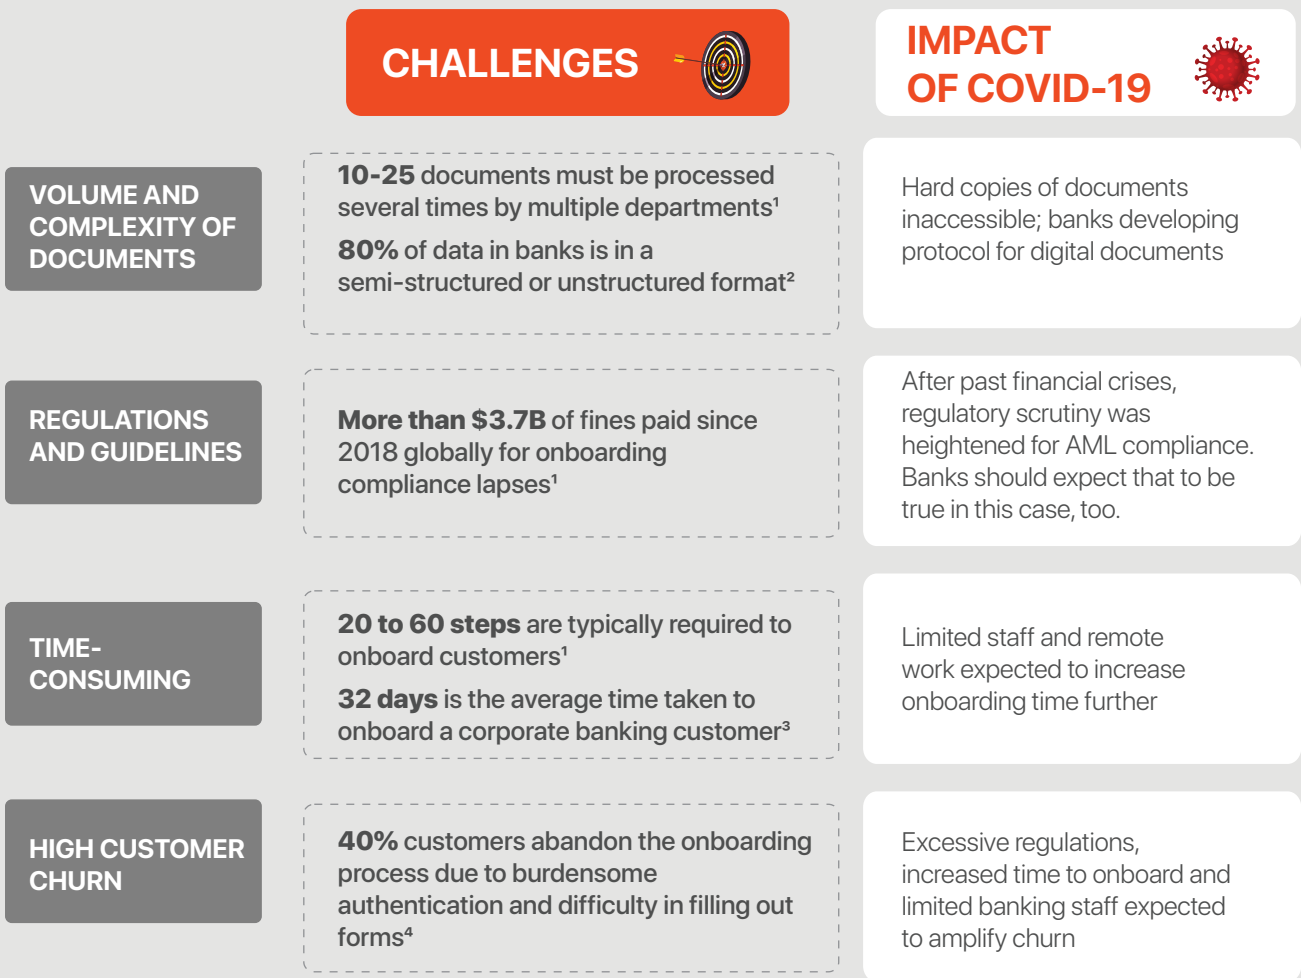 CHALLENGES
IMPACT
OF COVID-19
VOLUME AND
COMPLEXITY OF
DOCUMENTS
10-25 documents must be processed
several times by multiple departments¹
80% of data in banks is in a
semi-structured or unstructured format²
Hard copies of documents
inaccessible; banks developing
protocol for digital documents
REGULATIONS
AND GUIDELINES
More than $3.7B of fines paid since
2018 globally for onboarding
compliance lapses¹
After past financial crises,
regulatory scrutiny was
heightened for AML compliance.
Banks should expect that to be
true in this case, too.
TIME-
CONSUMING
20 to 60 steps are typically required to
onboard customers¹
32 days is the average time taken to
onboard a corporate banking customer³
Limited staff and remote
work expected to increase
onboarding time further
HIGH CUSTOMER
CHURN
40% customers abandon the onboarding
process due to burdensome
authentication and difficulty in filling out
forms⁴
Excessive regulations,
increased time to onboard and
limited banking staff expected
to amplify churn